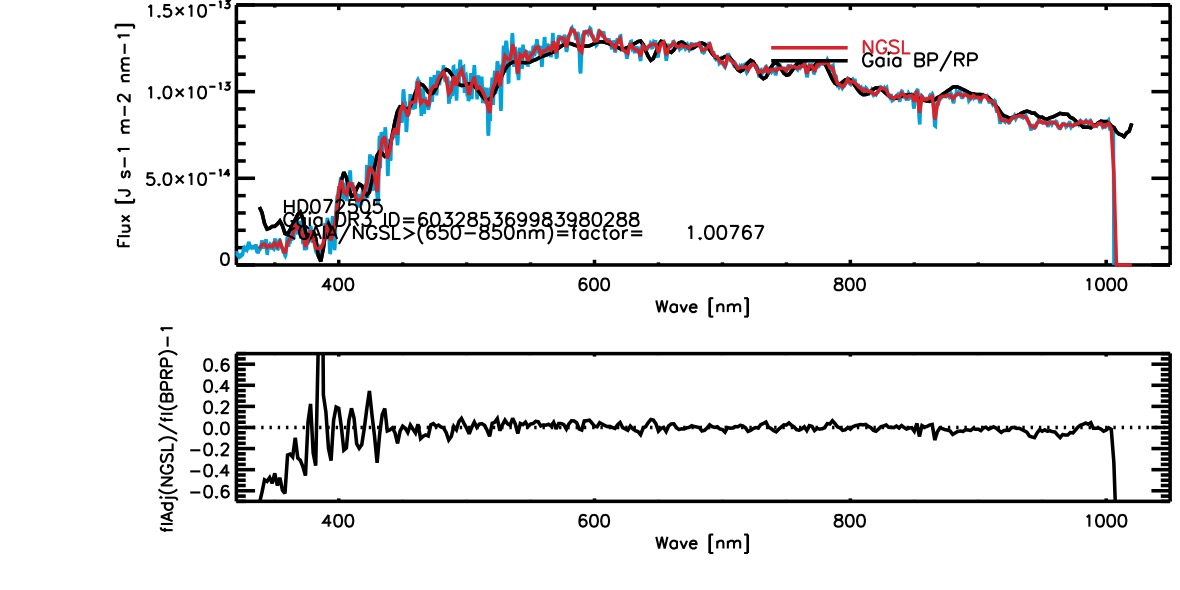 1.5×10−13
1.0×10−13
5.0×10−14
0
Flux [J s−1 m−2 nm−1]
NGSL
Gaia BP/RP
HD072505
Gaia DR3 ID=603285369983980288
<GAIA/NGSL>(650−850nm)=factor= 1.00767
400 600 800 1000
Wave [nm]
flAdj(NGSL)/fl(BPRP)−1
0.6
0.4
0.2
0.0
−0.2
−0.4
−0.6
400 600 800 1000
Wave [nm]